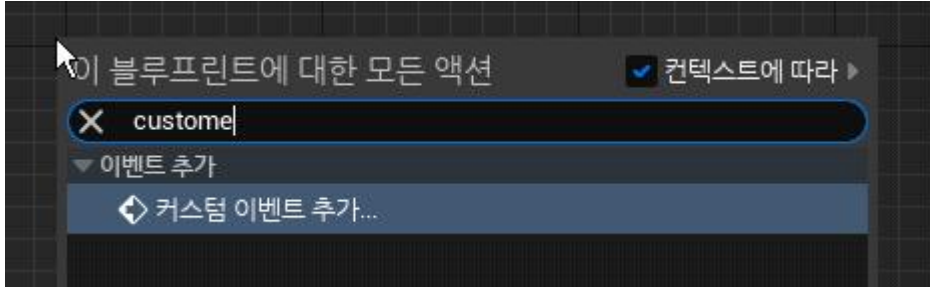 이 블루프린트에 대한 모든 액션 컨텍스트에 따라
custome
이벤트 추가
커스텀 이벤트 추가...